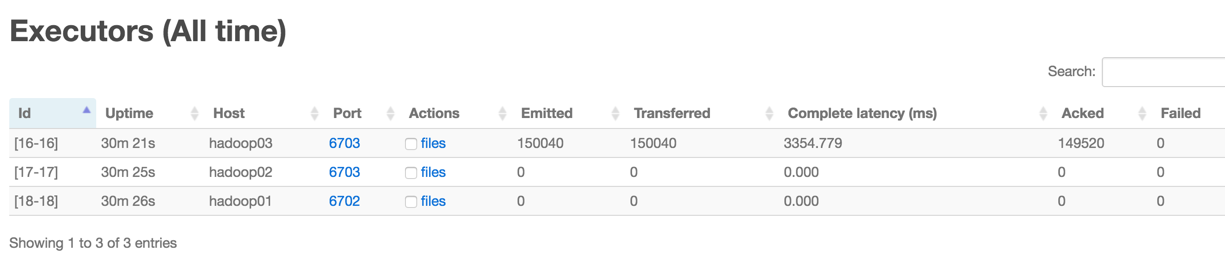 Executors (All time)
Search:
Id Uptime Host Port Actions Emitted Transferred Complete latency (ms) Acked Failed
[16-16] 30m 21s hadoop03 6703 files 150040 150040 3354.779 149520 0
[17-17] 30m 25s hadoop02 6703 files 0 0 0.000 0 0
[18-18] 30m 26s hadoop01 6702 files 0 0 0.000 0 0
Showing 1 to 3 of 3 entries